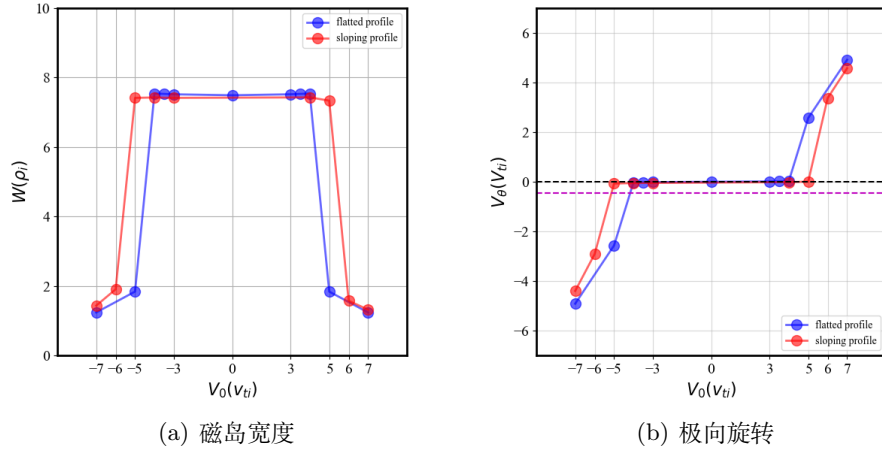 10
8
6
4
2
0
W(ρi)
flatted profile
sloping profile
−7 −6 −5 −3 0 3 5 6 7
V0(vti)
(a) 磁岛宽度
6
4
2
0
−2
−4
−6
Vθ(Vti)
flatted profile
sloping profile
−7 −6 −5 −3 0 3 5 6 7
V0(vti)
(b) 极向旋转